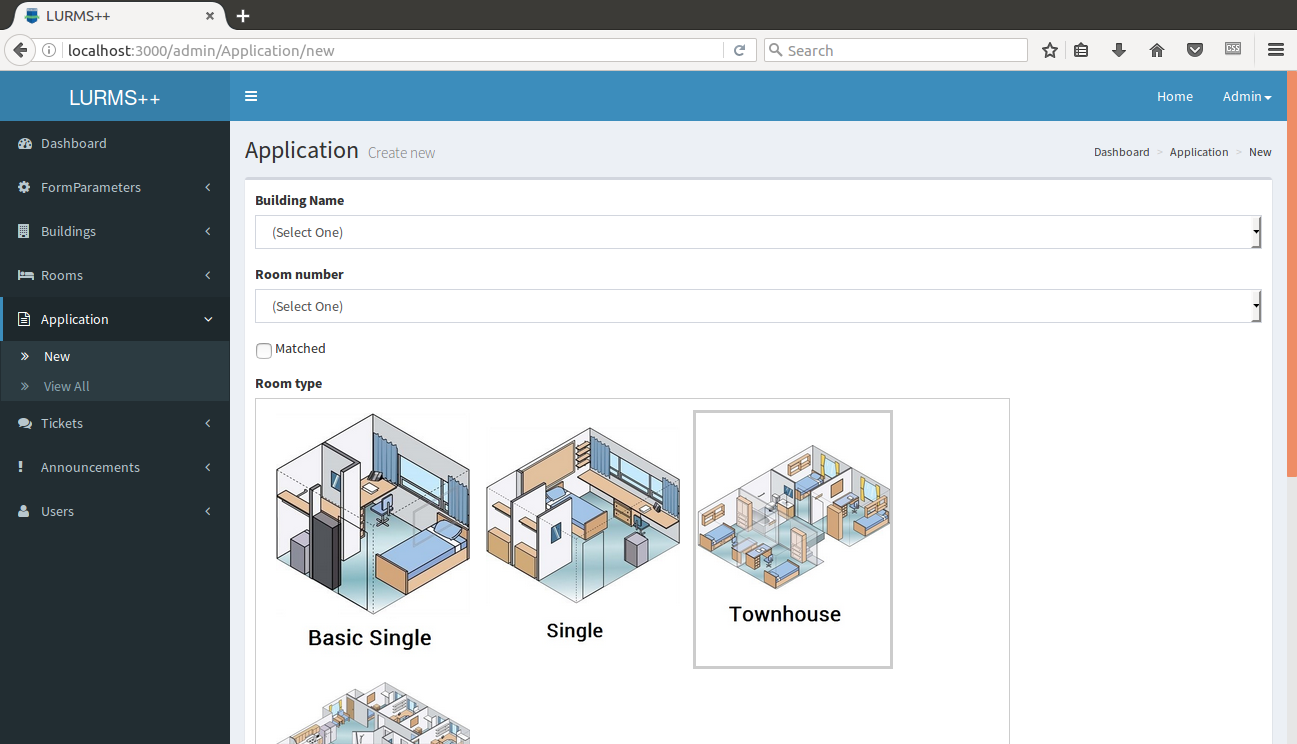 LURMS++
localhost:3000/admin/Application/new
Search
CSS
LURMS++
Home
Admin
Dashboard
FormParameters
Buildings
Rooms
Application
New
View All
Tickets
Announcements
Users
Application Create new
Dashboard > Application > New
Building Name
(Select One)
Room number
(Select One)
Matched
Room type
Basic Single
Single
Townhouse